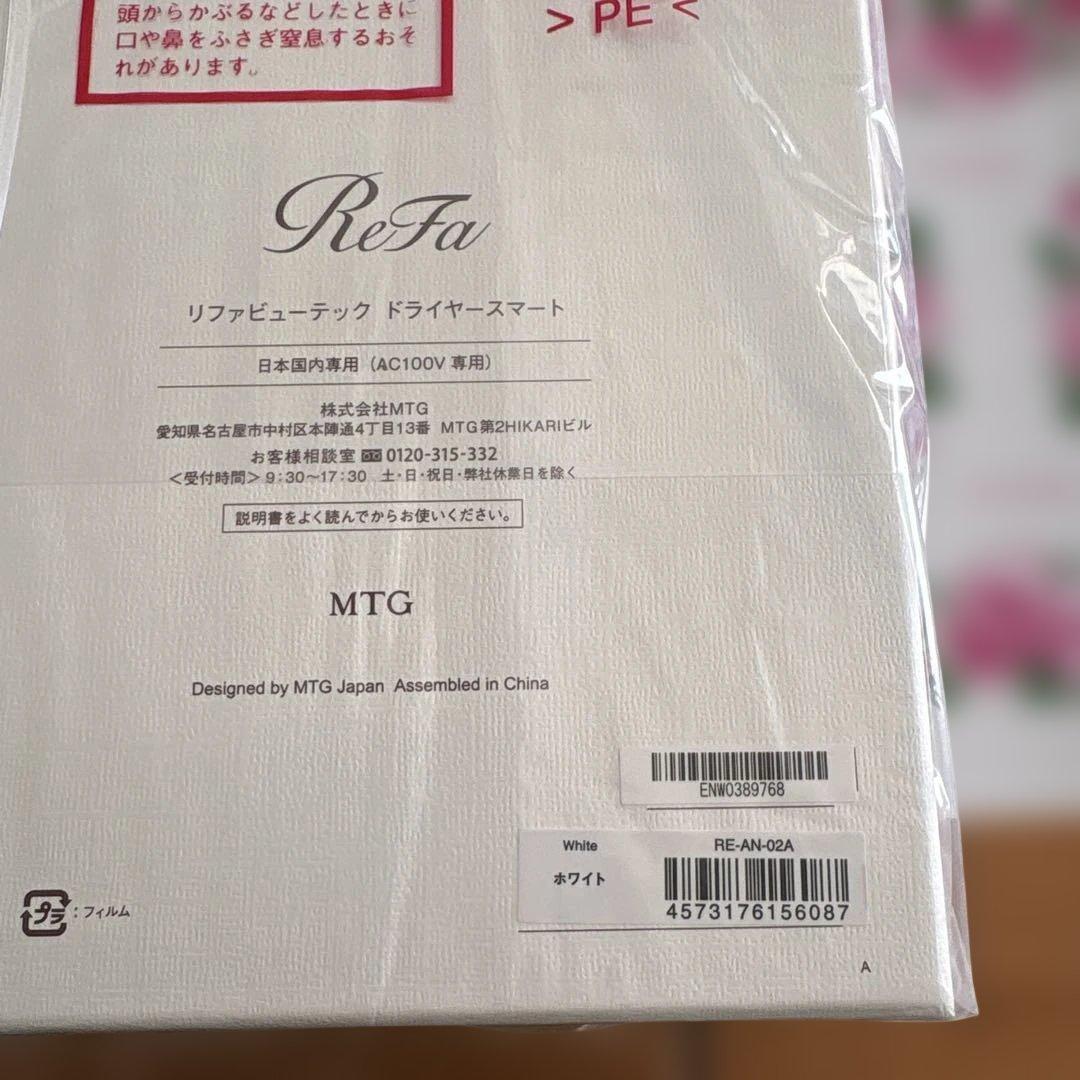 頭からかぶるなどしたときに
口や鼻をふさぎ窒息するおそ
れがあります。
> PE <
ReFa
リファビューテック ドライヤースマート
日本国内専用（AC100V 専用）
株式会社MTG
愛知県名古屋市中村区本陣通4丁目13番 MTG第2HIKARIビル
お客様相談室 0120-315-332
＜受付時間＞9:30～17:30 土・日・祝日・弊社休業日を除く
説明書をよく読んでからお使いください。
MTG
Designed by MTG Japan Assembled in China
ENW0389768
White
RE-AN-02A
ホワイト
4573176156087
プラ：フィルム
A